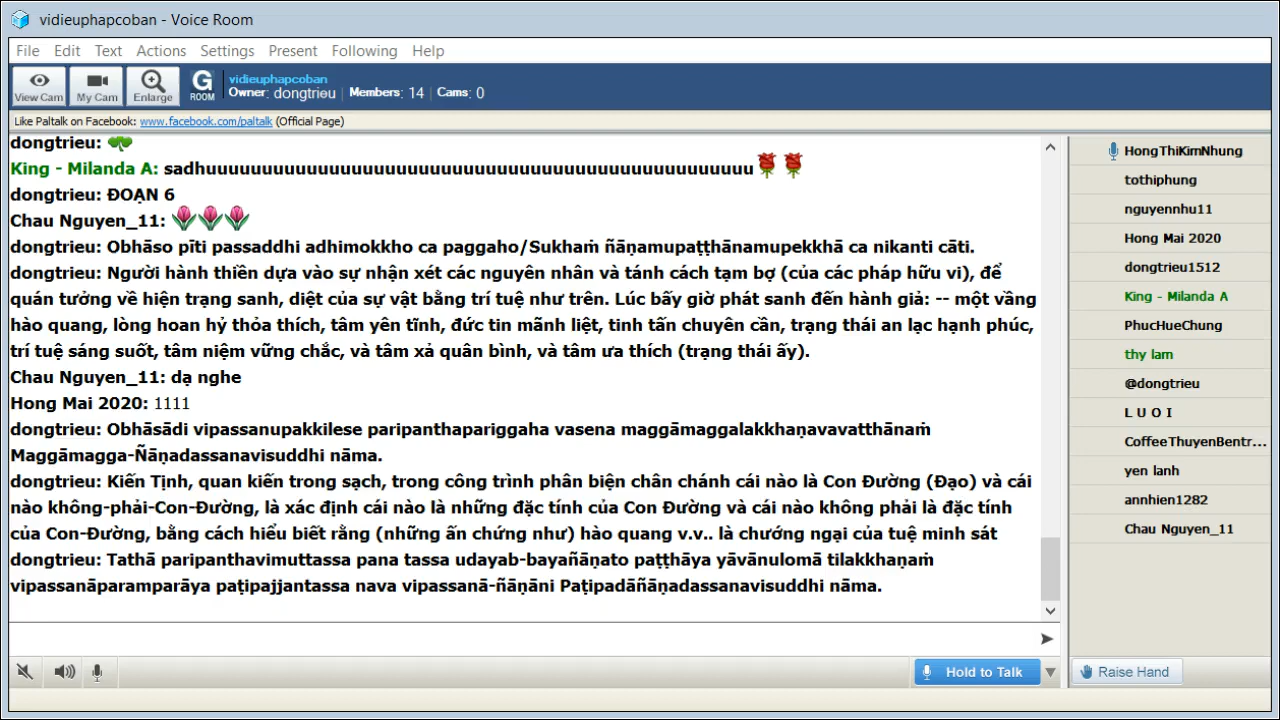 vidieuphapcoban - Voice Room
File Edit Text Actions Settings Present Following Help
View Cam My Cam Enlarge G ROOM
vidieuphapcoban
Owner: dongtrieu | Members: 14 | Cams: 0
Like Paltalk on Facebook: www.facebook.com/paltalk (Official Page)
dongtrieu:
King - Milanda A: sadhuuuuuuuuuuuuuuuuuuuuuuuuuuuuuuuuuuuuuuuuuuuuuuuuu
dongtrieu: ĐOẠN 6
Chau Nguyen_11:
dongtrieu: Obhāso pīti passaddhi adhimokkho ca paggaho/Sukhaṁ ñāṇamupaṭṭhānamupekkhā ca nikanti cāti.
dongtrieu: Người hành thiền dựa vào sự nhận xét các nguyên nhân và tánh cách tạm bợ (của các pháp hữu vi), để
quán tưởng về hiện trạng sanh, diệt của sự vật bằng trí tuệ như trên. Lúc bấy giờ phát sanh đến hành giả: -- một vầng
hào quang, lòng hoan hỷ thỏa thích, tâm yên tĩnh, đức tin mãnh liệt, tinh tấn chuyên cần, trạng thái an lạc hạnh phúc,
trí tuệ sáng suốt, tâm niệm vững chắc, và tâm xả quân bình, và tâm ưa thích (trạng thái ấy).
Chau Nguyen_11: dạ nghe
Hong Mai 2020: 1111
dongtrieu: Obhāsādi vipassanupakkilese paripanthapariggaha vasena maggāmaggalakkhaṇavavatthānaṁ
Maggāmagga-Ñāṇadassanavisuddhi nāma.
dongtrieu: Kiến Tịnh, quan kiến trong sạch, trong công trình phân biện chân chánh cái nào là Con Đường (Đạo) và cái
nào không-phải-Con-Đường, là xác định cái nào là những đặc tính của Con Đường và cái nào không phải là đặc tính
của Con-Đường, bằng cách hiểu biết rằng (những ấn chứng như) hào quang v.v.. là chướng ngại của tuệ minh sát
dongtrieu: Tathā paripanthavimuttassa pana tassa udayab-bayañāṇato paṭṭhāya yāvānulomā tilakkhaṇaṁ
vipassanāparamparāya paṭipajjantassa nava vipassanā-ñāṇāni Paṭipadāñāṇadassanavisuddhi nāma.
HongThiKimNhung
tothiphung
nguyennhu11
Hong Mai 2020
dongtrieu1512
King - Milanda A
PhucHueChung
thy lam
@dongtrieu
L U O I
CoffeeThuyenBentr...
yen lanh
annhien1282
Chau Nguyen_11
Hold to Talk
Raise Hand